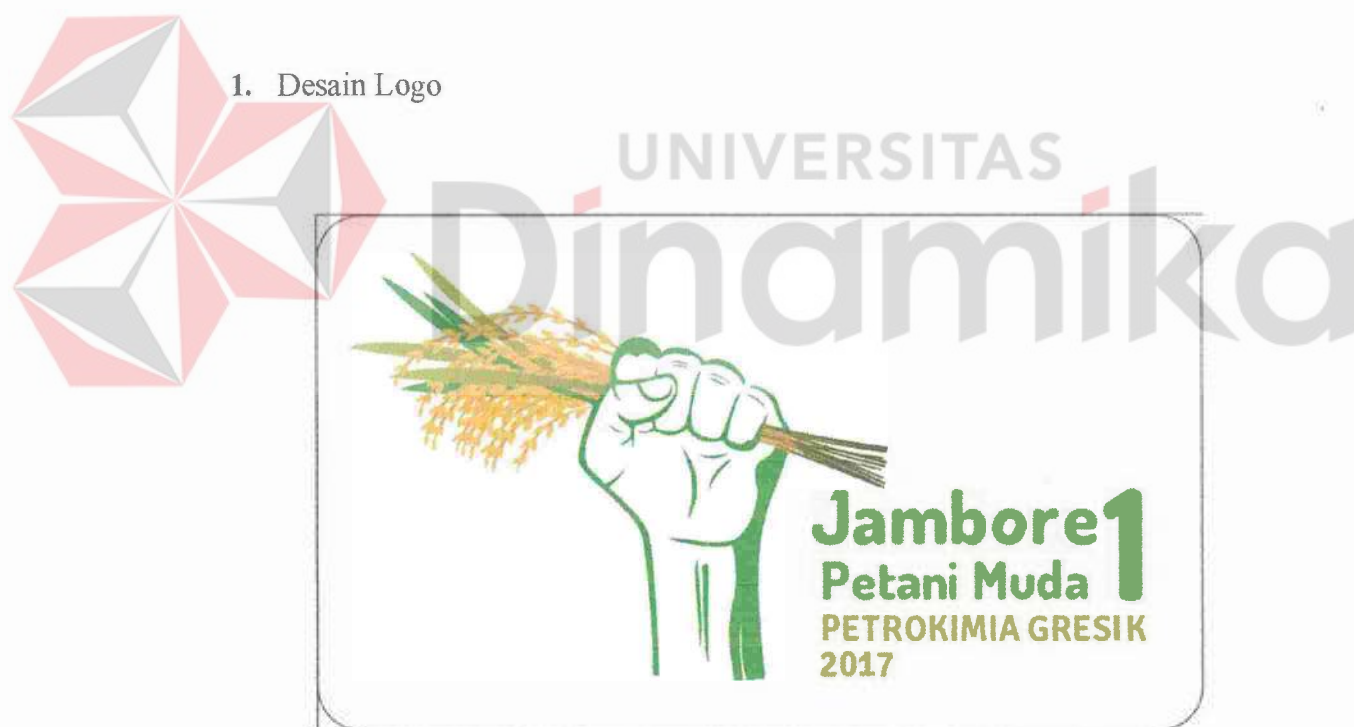 1. Desain Logo
UNIVERSITAS
Dinamika
Jambore 1
Petani Muda
PETROKIMIA GRESIK
2017